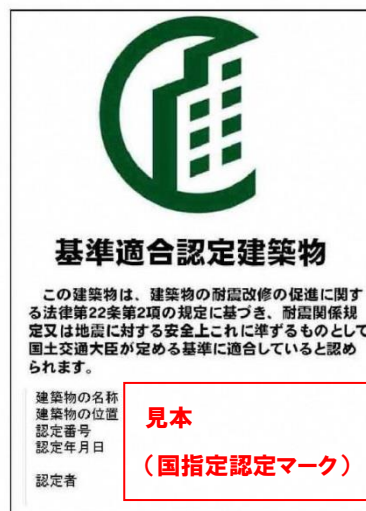 基準適合認定建築物
この建築物は、建築物の耐震改修の促進に関す
る法律第22条第2項の規定に基づき、耐震関係規
定又は地震に対する安全上これに準ずるものとして
国土交通大臣が定める基準に適合していると認め
られます。
建築物の名称
建築物の位置
認定番号
認定年月日
認定者
見本
（国指定認定マーク）